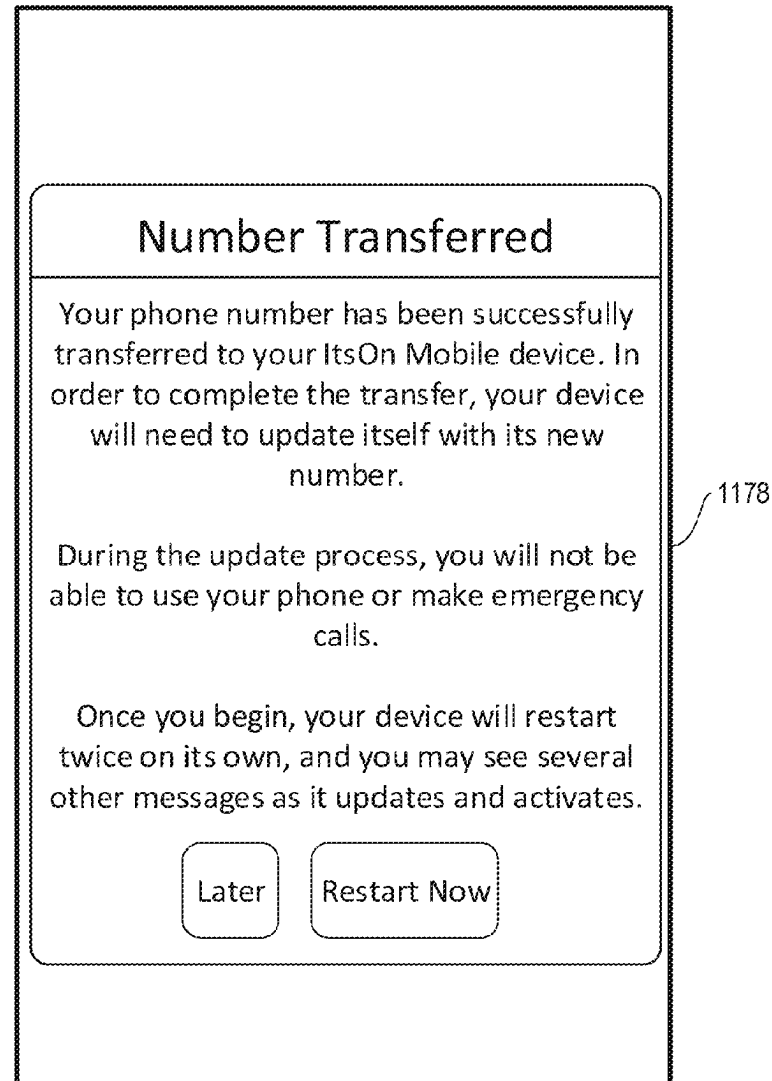 Number Transferred
Your phone number has been successfully
transferred to your ItsOn Mobile device. In
order to complete the transfer, your device
will need to update itself with its new
number.
1178
During the update process, you will not be
able to use your phone or make emergency
calls.
Once you begin, your device will restart
twice on its own, and you may see several
other messages as it updates and activates.
Later
Restart Now